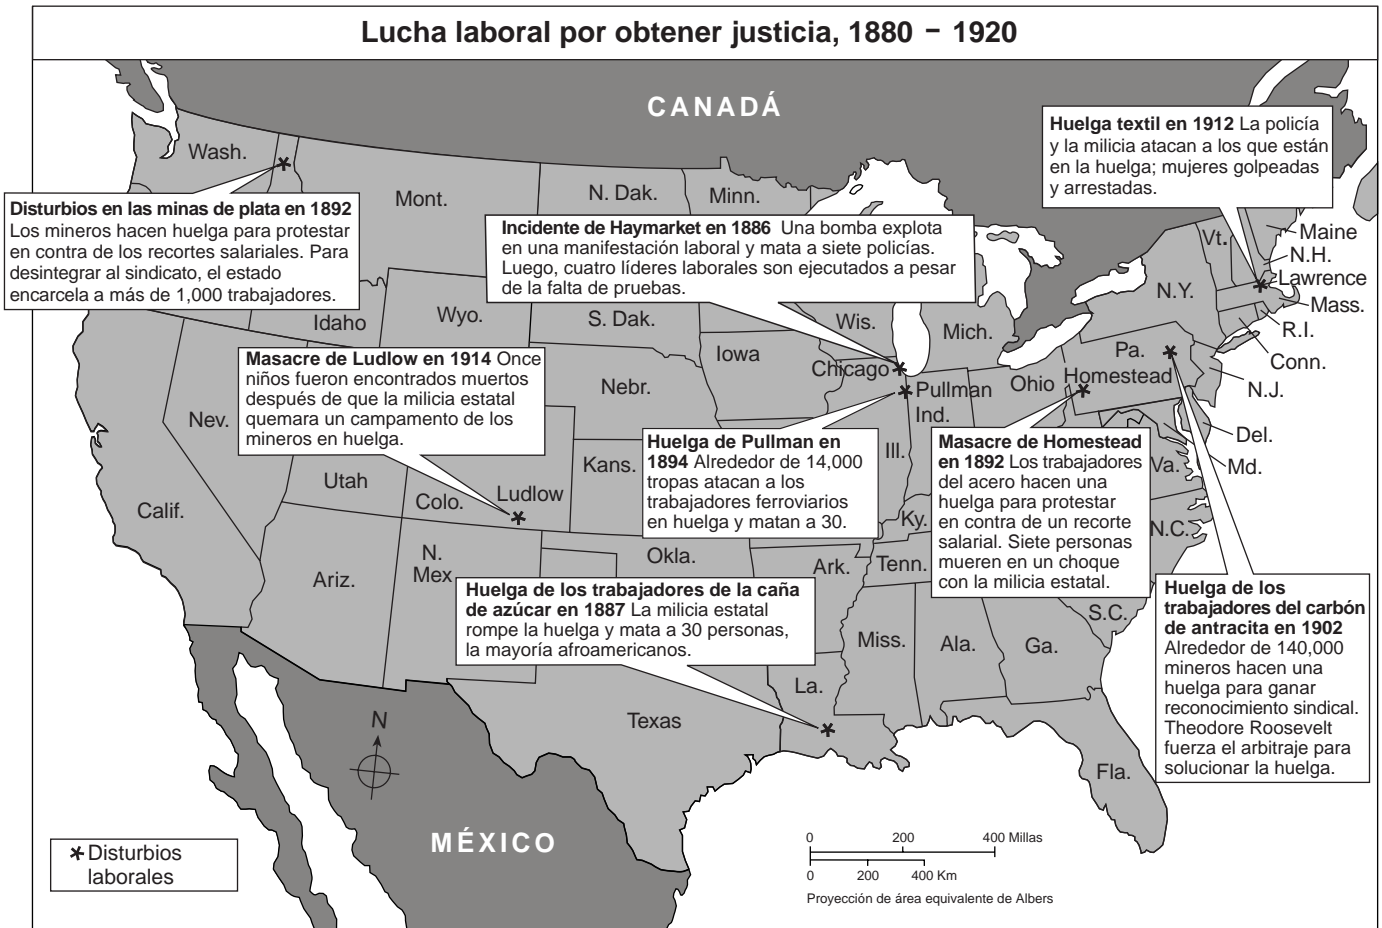 Lucha laboral por obtener justicia, 1880 – 1920
CANADÁ
Huelga textil en 1912 La policía
y la milicia atacan a los que están
en la huelga; mujeres golpeadas
y arrestadas.
Wash.
Mont.
N. Dak.
Minn.
Disturbios en las minas de plata en 1892
Los mineros hacen huelga para protestar
en contra de los recortes salariales. Para
desintegrar al sindicato, el estado
encarcela a más de 1,000 trabajadores.
Incidente de Haymarket en 1886 Una bomba explota
en una manifestación laboral y mata a siete policías.
Luego, cuatro líderes laborales son ejecutados a pesar
de la falta de pruebas.
Vt.
Maine
N.H.
Lawrence
Mass.
N.Y.
R.I.
Conn.
Idaho
Wyo.
S. Dak.
Wis.
Mich.
Iowa
Chicago
Pa.
Homestead
Ohio
N.J.
Masacre de Ludlow en 1914 Once
niños fueron encontrados muertos
después de que la milicia estatal
quemara un campamento de los
mineros en huelga.
Nebr.
Pullman
Ind.
Nev.
Del.
Md.
Huelga de Pullman en
1894 Alrededor de 14,000
tropas atacan a los
trabajadores ferroviarios
en huelga y matan a 30.
Ill.
Masacre de Homestead
en 1892 Los trabajadores
del acero hacen una
huelga para protestar
en contra de un recorte
salarial. Siete personas
mueren en un choque
con la milicia estatal.
Va.
Utah
Colo.
Ludlow
Kans.
Calif.
Ky.
N.C.
Ariz.
N.
Mex
Okla.
Ark.
Tenn.
Huelga de los trabajadores de la caña
de azúcar en 1887 La milicia estatal
rompe la huelga y mata a 30 personas,
la mayoría afroamericanos.
Huelga de los
trabajadores del carbón
de antracita en 1902
Alrededor de 140,000
mineros hacen una
huelga para ganar
reconocimiento sindical.
Theodore Roosevelt
fuerza el arbitraje para
solucionar la huelga.
S.C.
Miss.
Ala.
Ga.
La.
Texas
N
Fla.
MÉXICO
Disturbios
laborales
0 200 400 Millas
0 200 400 Km
Proyección de área equivalente de Albers